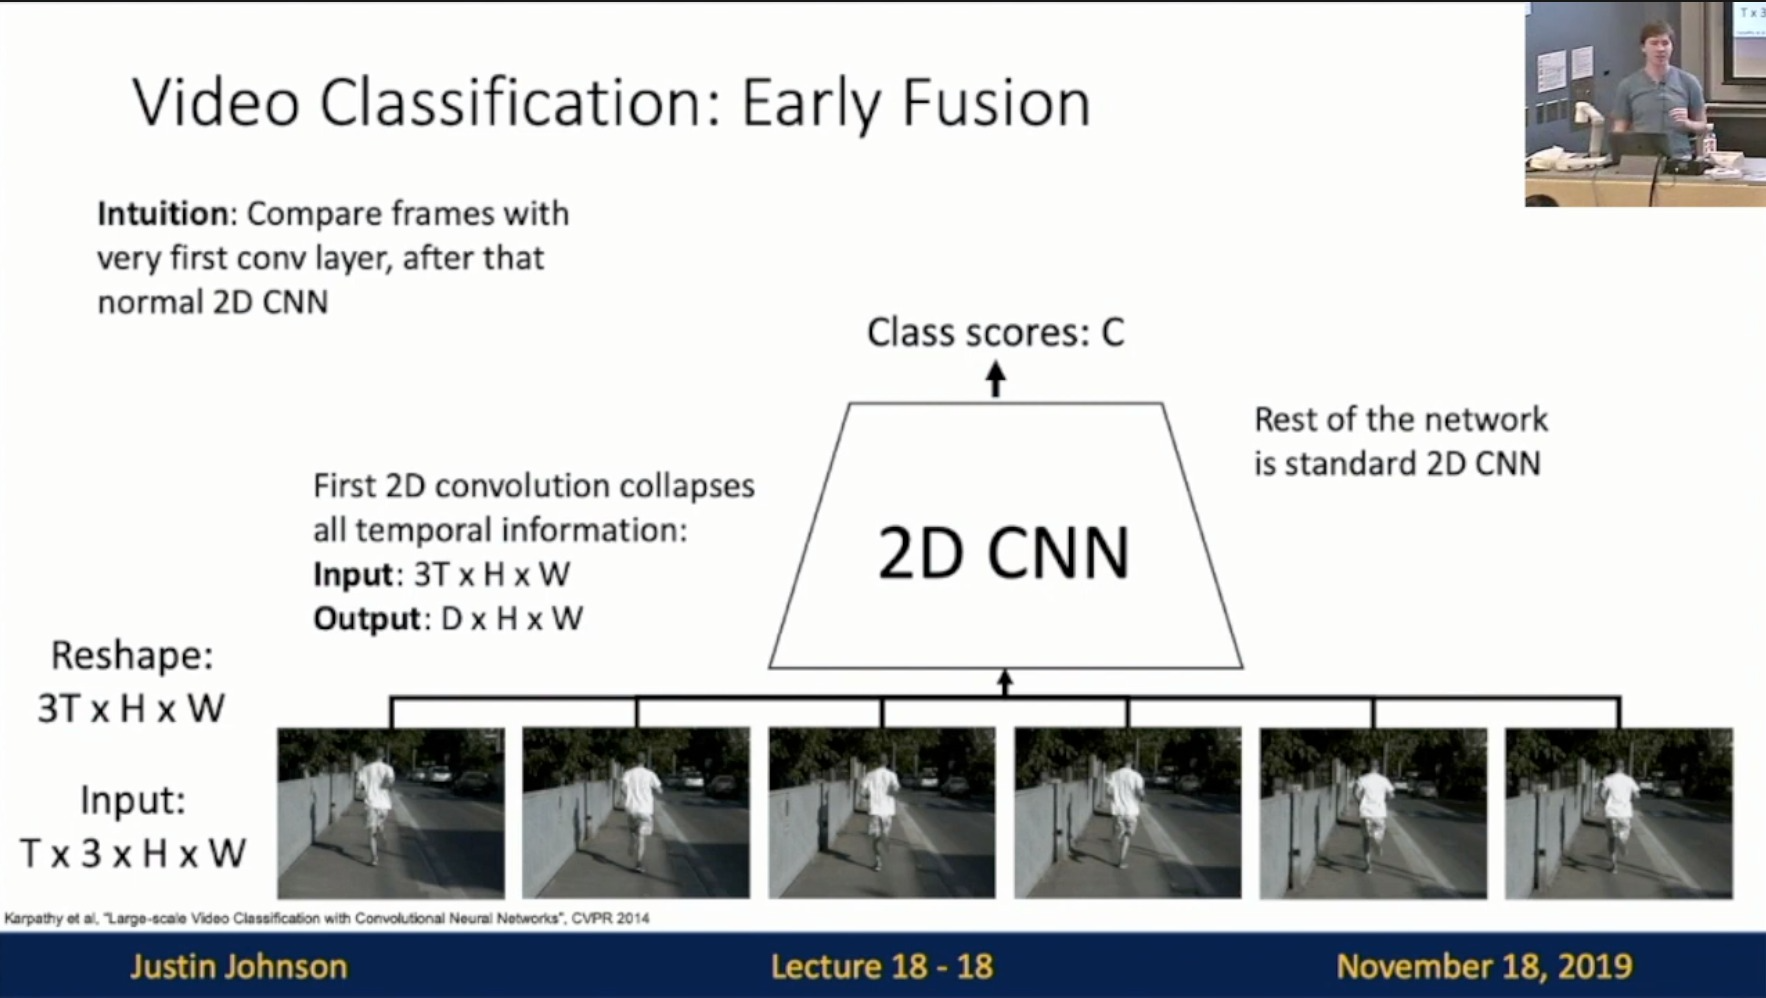 Video Classification: Early Fusion
Intuition: Compare frames with
very first conv layer, after that
normal 2D CNN
Class scores: C
Rest of the network
is standard 2D CNN
First 2D convolution collapses
all temporal information:
Input: 3T x H x W
Output: D x H x W
2D CNN
Reshape:
3T x H x W
Input:
T x 3 x H x W
Karpathy et al, "Large-scale Video Classification with Convolutional Neural Networks", CVPR 2014
Justin Johnson
Lecture 18 - 18
November 18, 2019
T x 3